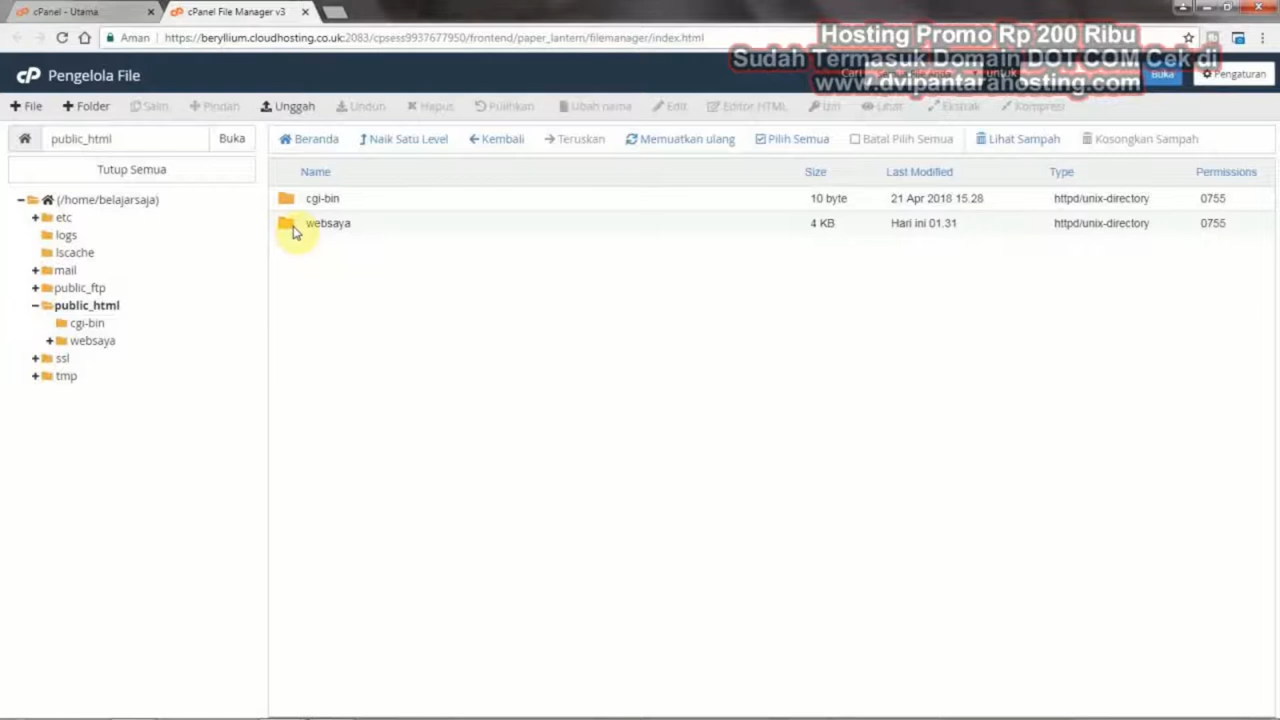 cPanel - Utama
cPanel File Manager v3
Aman
https://beryllium.cloudhosting.co.uk:2083/cpsess9937677950/frontend/paper_lantern/filemanager/index.html
Hosting Promo Rp 200 Ribu
Sudah Termasuk Domain DOT COM Cek di
www.dvipantarahosting.com
cP Pengelola File
Cari
untuk
Buka
Pengaturan
File
Folder
Salin
Pindah
Unggah
Unduh
Hapus
Pulihkan
Ubah nama
Edit
Editor HTML
Izin
Lihat
Ekstrak
Kompresi
public_html
Buka
Beranda
Naik Satu Level
Kembali
Teruskan
Memuatkan ulang
Pilih Semua
Batal Pilih Semua
Lihat Sampah
Kosongkan Sampah
Tutup Semua
Name Size Last Modified Type Permissions
cgi-bin 10 byte 21 Apr 2018 15.28 httpd/unix-directory 0755
websaya 4 KB Hari ini 01.31 httpd/unix-directory 0755
(/home/belajarsaja)
etc
logs
lscache
mail
public_ftp
public_html
cgi-bin
websaya
ssl
tmp